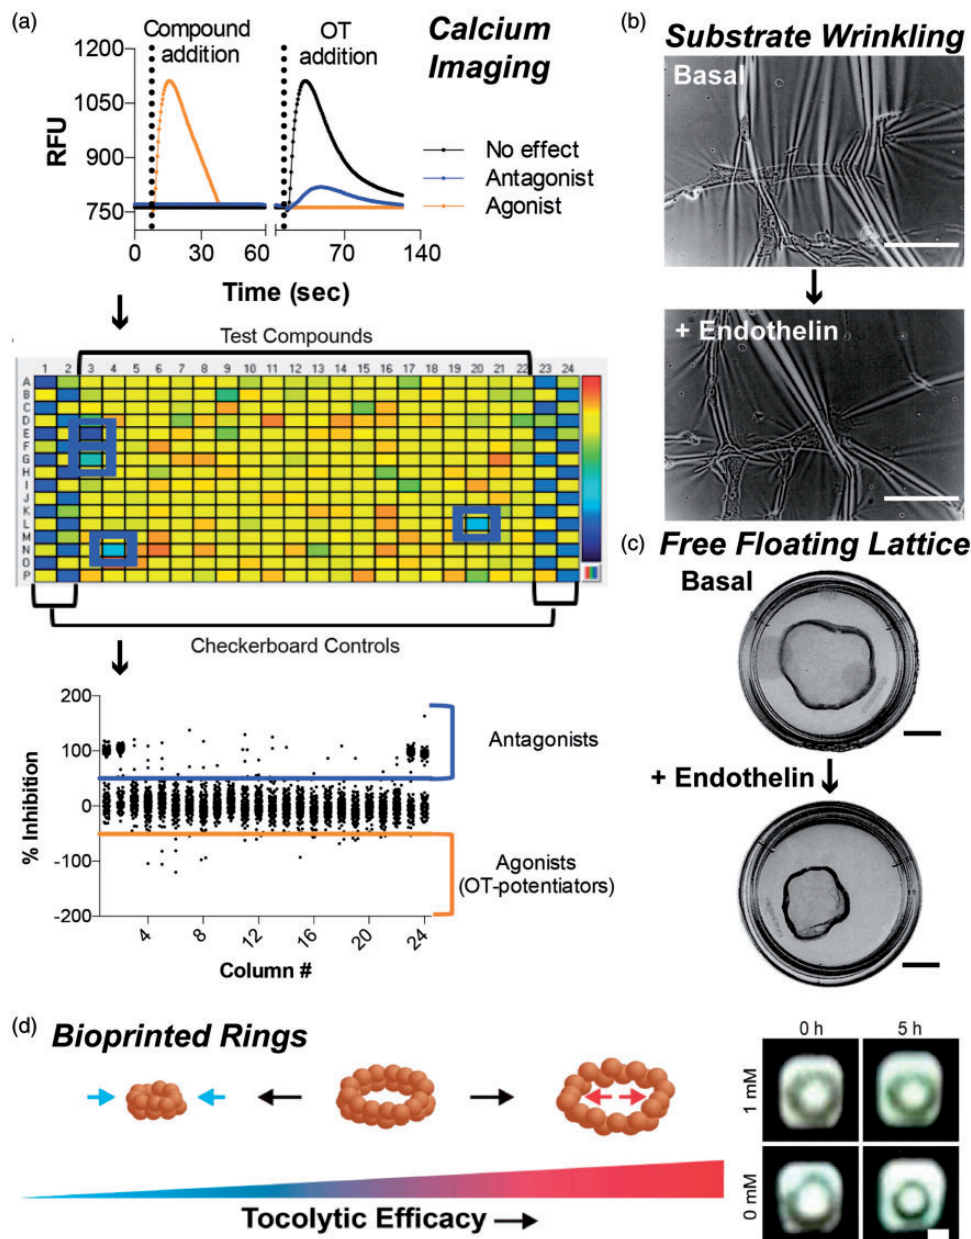 (a)
Calcium
Imaging
Compound
addition
OT
addition
1200
1050
900
750
RFU
No effect
Antagonist
Agonist
0 30 60 70 140
Time (sec)
Test Compounds
1 2 3 4 5 6 7 8 9 10 11 12 13 14 15 16 17 18 19 20 21 22 23 24
A
B
C
D
E
F
G
H
I
J
K
L
M
N
O
P
Checkerboard Controls
200
100
0
-100
-200
% Inhibition
Antagonists
Agonists
(OT-potentiators)
4 8 12 16 20 24
Column #
(b)
Substrate Wrinkling
Basal
+ Endothelin
(c)
Free Floating Lattice
Basal
+ Endothelin
(d)
Bioprinted Rings
Tocolytic Efficacy
0 h 5 h
1 mM
0 mM